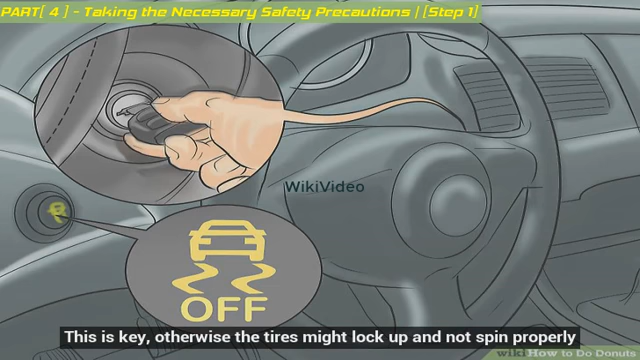 PART[ 4 ] - Taking the Necessary Safety Precautions | [Step 1]
WikiVideo
OFF
This is key, otherwise the tires might lock up and not spin properly
wiki How to Do Donuts